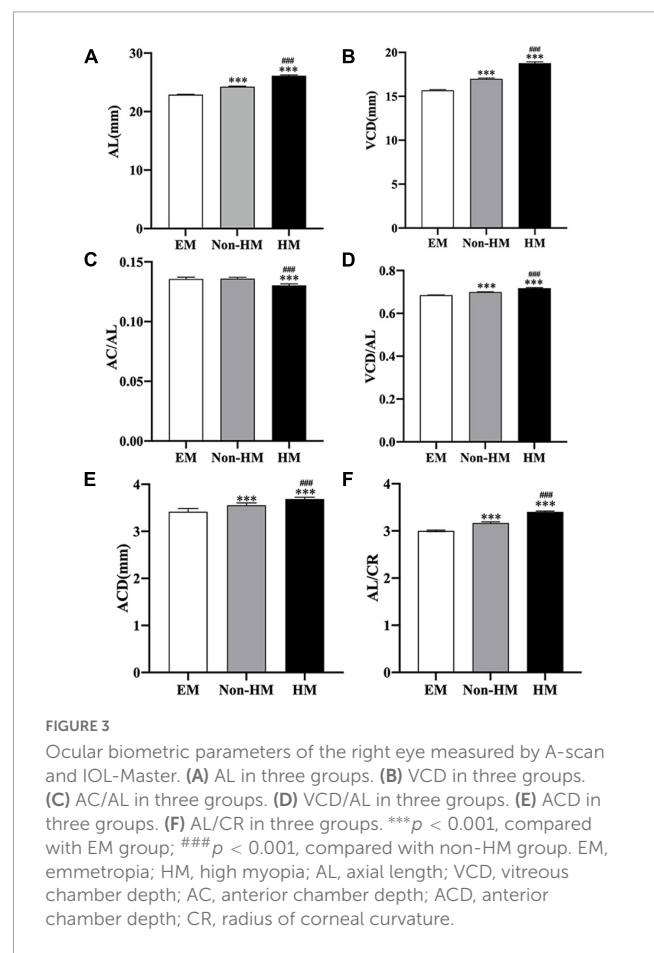 A
AL(mm)
30
20
10
0
***
###
***
EM Non-HM HM
B
VCD(mm)
20
15
10
5
0
***
###
***
EM Non-HM HM
C
AC/AL
0.15
0.10
0.05
0.00
###
***
EM Non-HM HM
D
VCD/AL
0.8
0.6
0.4
0.2
0.0
***
###
***
EM Non-HM HM
E
ACD(mm)
4
3
2
1
0
***
###
***
EM Non-HM HM
F
AL/CR
4
3
2
1
0
***
###
***
EM Non-HM HM
FIGURE 3
Ocular biometric parameters of the right eye measured by A-scan
and IOL-Master. (A) AL in three groups. (B) VCD in three groups.
(C) AC/AL in three groups. (D) VCD/AL in three groups. (E) ACD in
three groups. (F) AL/CR in three groups. ***p < 0.001, compared
with EM group; ###p < 0.001, compared with non-HM group. EM,
emmetropia; HM, high myopia; AL, axial length; VCD, vitreous
chamber depth; AC, anterior chamber depth; ACD, anterior
chamber depth; CR, radius of corneal curvature.